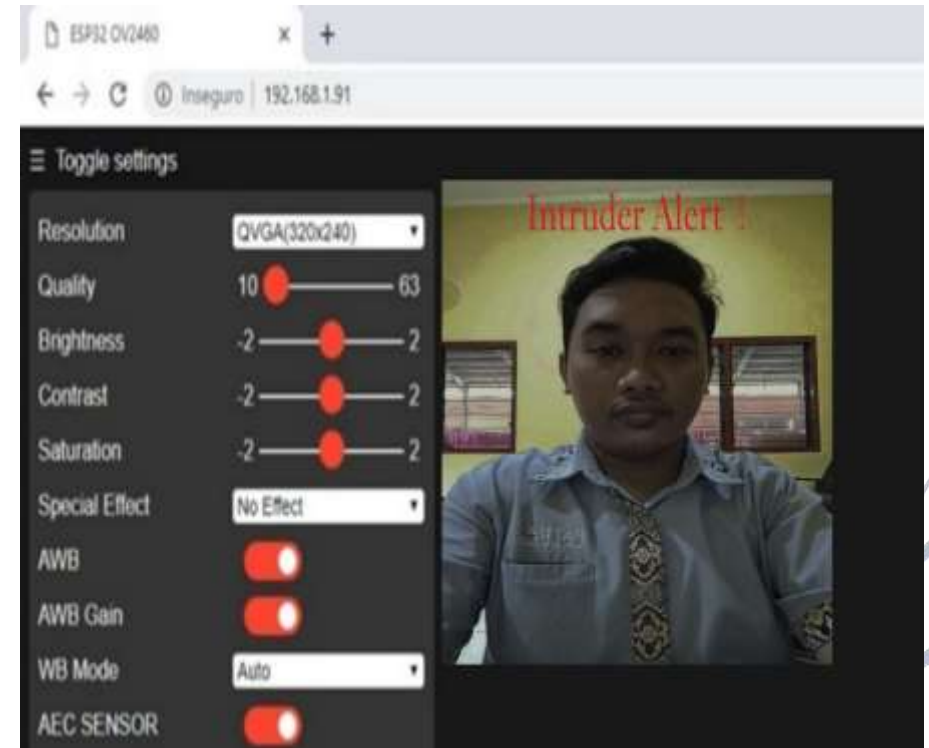 ESP32 OV2460
Inseguro | 192.168.1.91
Toggle settings
Intruder Alert !
Resolution QVGA(320x240)
Quality 10 63
Brightness -2 2
Contrast -2 2
Saturation -2 2
Special Effect No Effect
AWB
AWB Gain
WB Mode Auto
AEC SENSOR